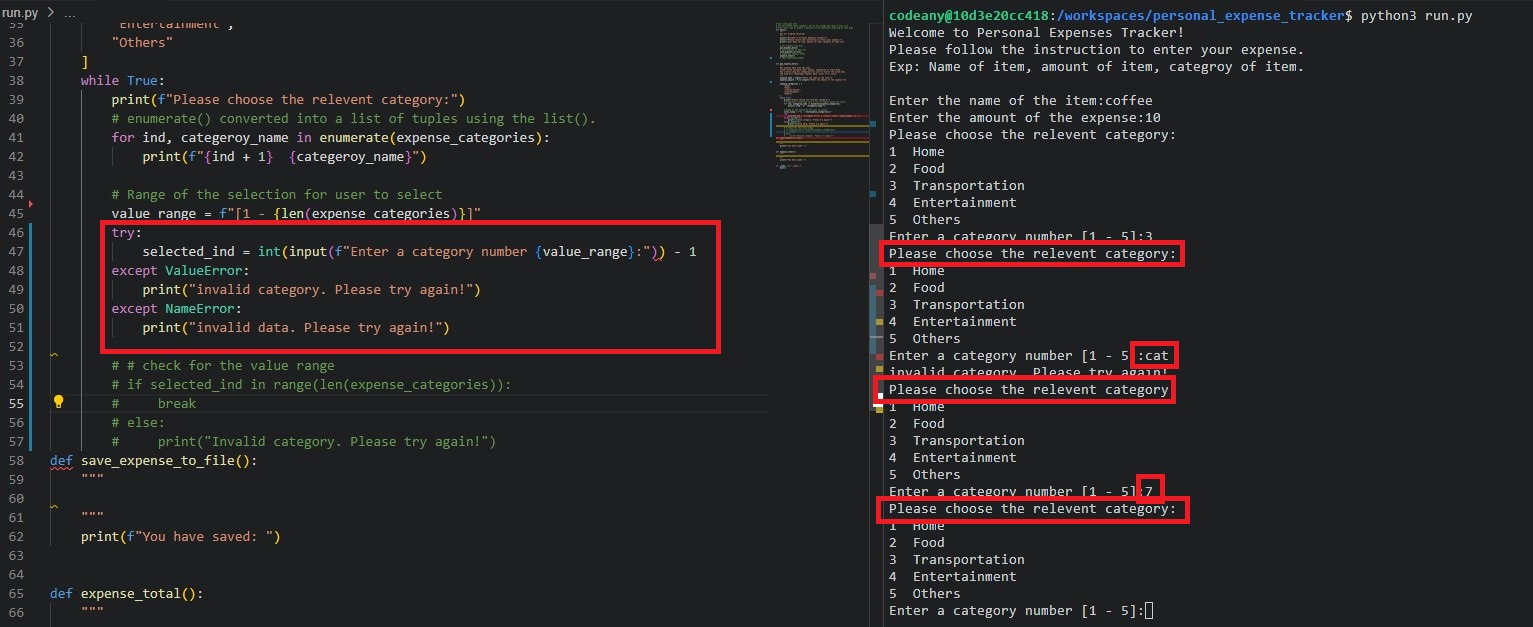 run.py > ...
35 "Entertainment",
36 "Others"
37 ]
38 while True:
39 print(f"Please choose the relevent category:")
40 # enumerate() converted into a list of tuples using the list().
41 for ind, categeroy_name in enumerate(expense_categories):
42 print(f"{ind + 1}  {categeroy_name}")
43
44 # Range of the selection for user to select
45 value_range = f"[1 - {len(expense_categories)}]"
46 try:
47 selected_ind = int(input(f"Enter a category number {value_range}:")) - 1
48 except ValueError:
49 print("invalid category. Please try again!")
50 except NameError:
51 print("invalid data. Please try again!")
52
53 # # check for the value range
54 # if selected_ind in range(len(expense_categories)):
55 #     break
56 # else:
57 #     print("Invalid category. Please try again!")
58 def save_expense_to_file():
59 """
60
61 """
62 print(f"You have saved: ")
63
64
65 def expense_total():
66 """
codeany@10d3e20cc418:/workspaces/personal_expense_tracker$ python3 run.py
Welcome to Personal Expenses Tracker!
Please follow the instruction to enter your expense.
Exp: Name of item, amount of item, categroy of item.
Enter the name of the item:coffee
Enter the amount of the expense:10
Please choose the relevent category:
1  Home
2  Food
3  Transportation
4  Entertainment
5  Others
Enter a category number [1 - 5]:3
Please choose the relevent category:
1  Home
2  Food
3  Transportation
4  Entertainment
5  Others
Enter a category number [1 - 5]:cat
invalid category. Please try again!
Please choose the relevent category
1  Home
2  Food
3  Transportation
4  Entertainment
5  Others
Enter a category number [1 - 5]:7
Please choose the relevent category:
1  Home
2  Food
3  Transportation
4  Entertainment
5  Others
Enter a category number [1 - 5]: